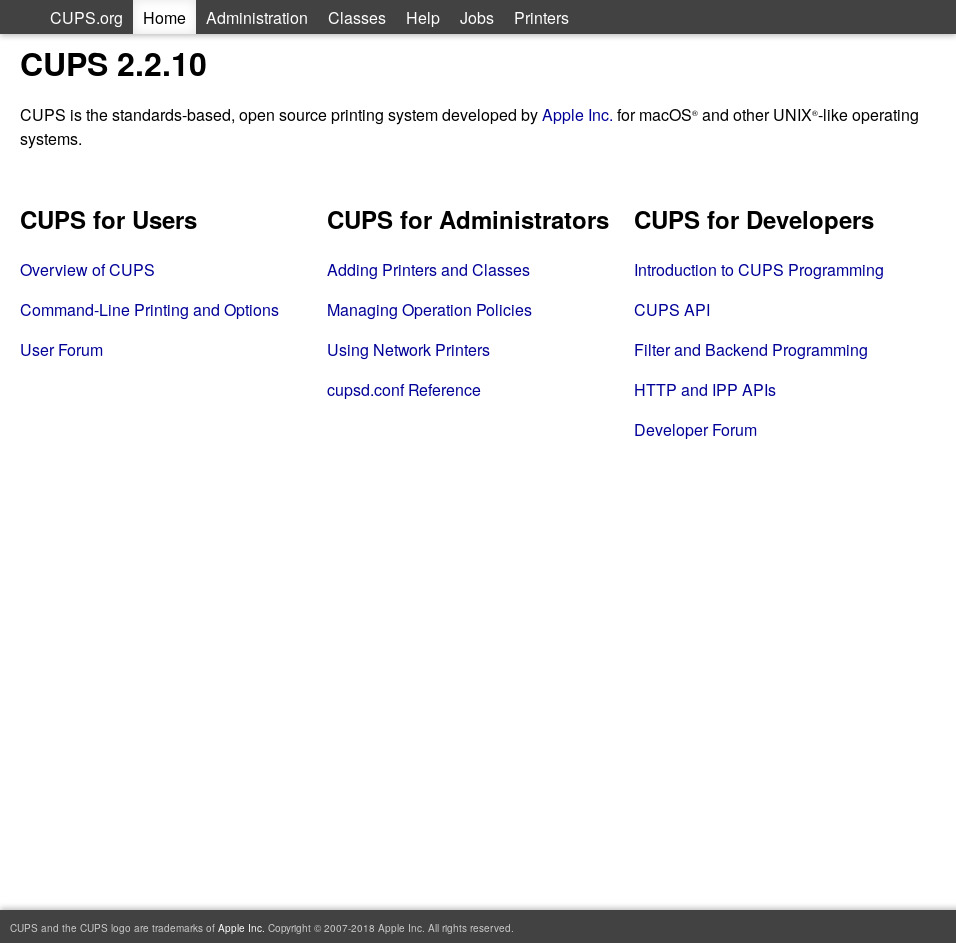 CUPS.org Home Administration Classes Help Jobs Printers
CUPS 2.2.10
CUPS is the standards-based, open source printing system developed by Apple Inc. for macOS® and other UNIX®-like operating
systems.
CUPS for Users
Overview of CUPS
Command-Line Printing and Options
User Forum
CUPS for Administrators
Adding Printers and Classes
Managing Operation Policies
Using Network Printers
cupsd.conf Reference
CUPS for Developers
Introduction to CUPS Programming
CUPS API
Filter and Backend Programming
HTTP and IPP APIs
Developer Forum
CUPS and the CUPS logo are trademarks of Apple Inc. Copyright © 2007-2018 Apple Inc. All rights reserved.